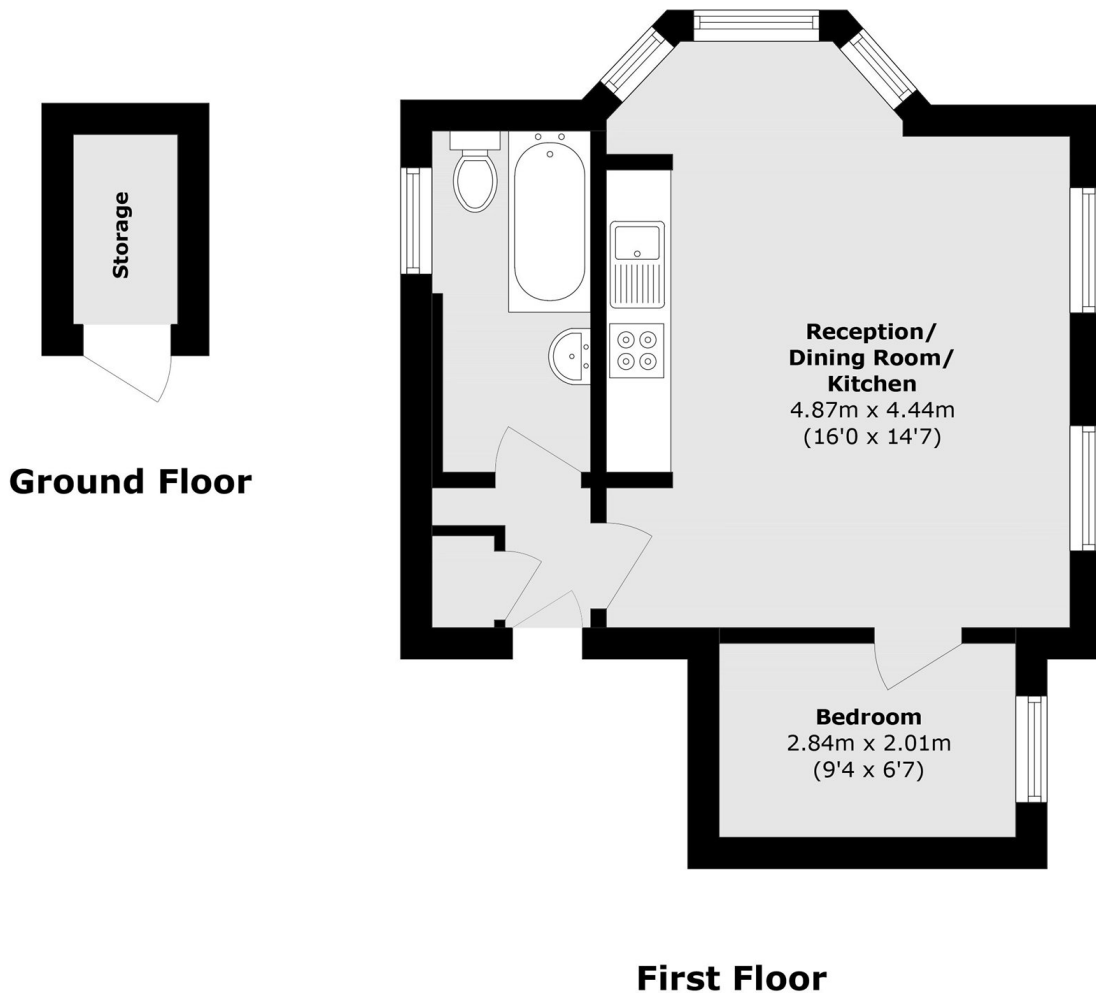 Storage
Ground Floor
Reception/
Dining Room/
Kitchen
4.87m x 4.44m
(16'0 x 14'7)
Bedroom
2.84m x 2.01m
(9'4 x 6'7)
First Floor